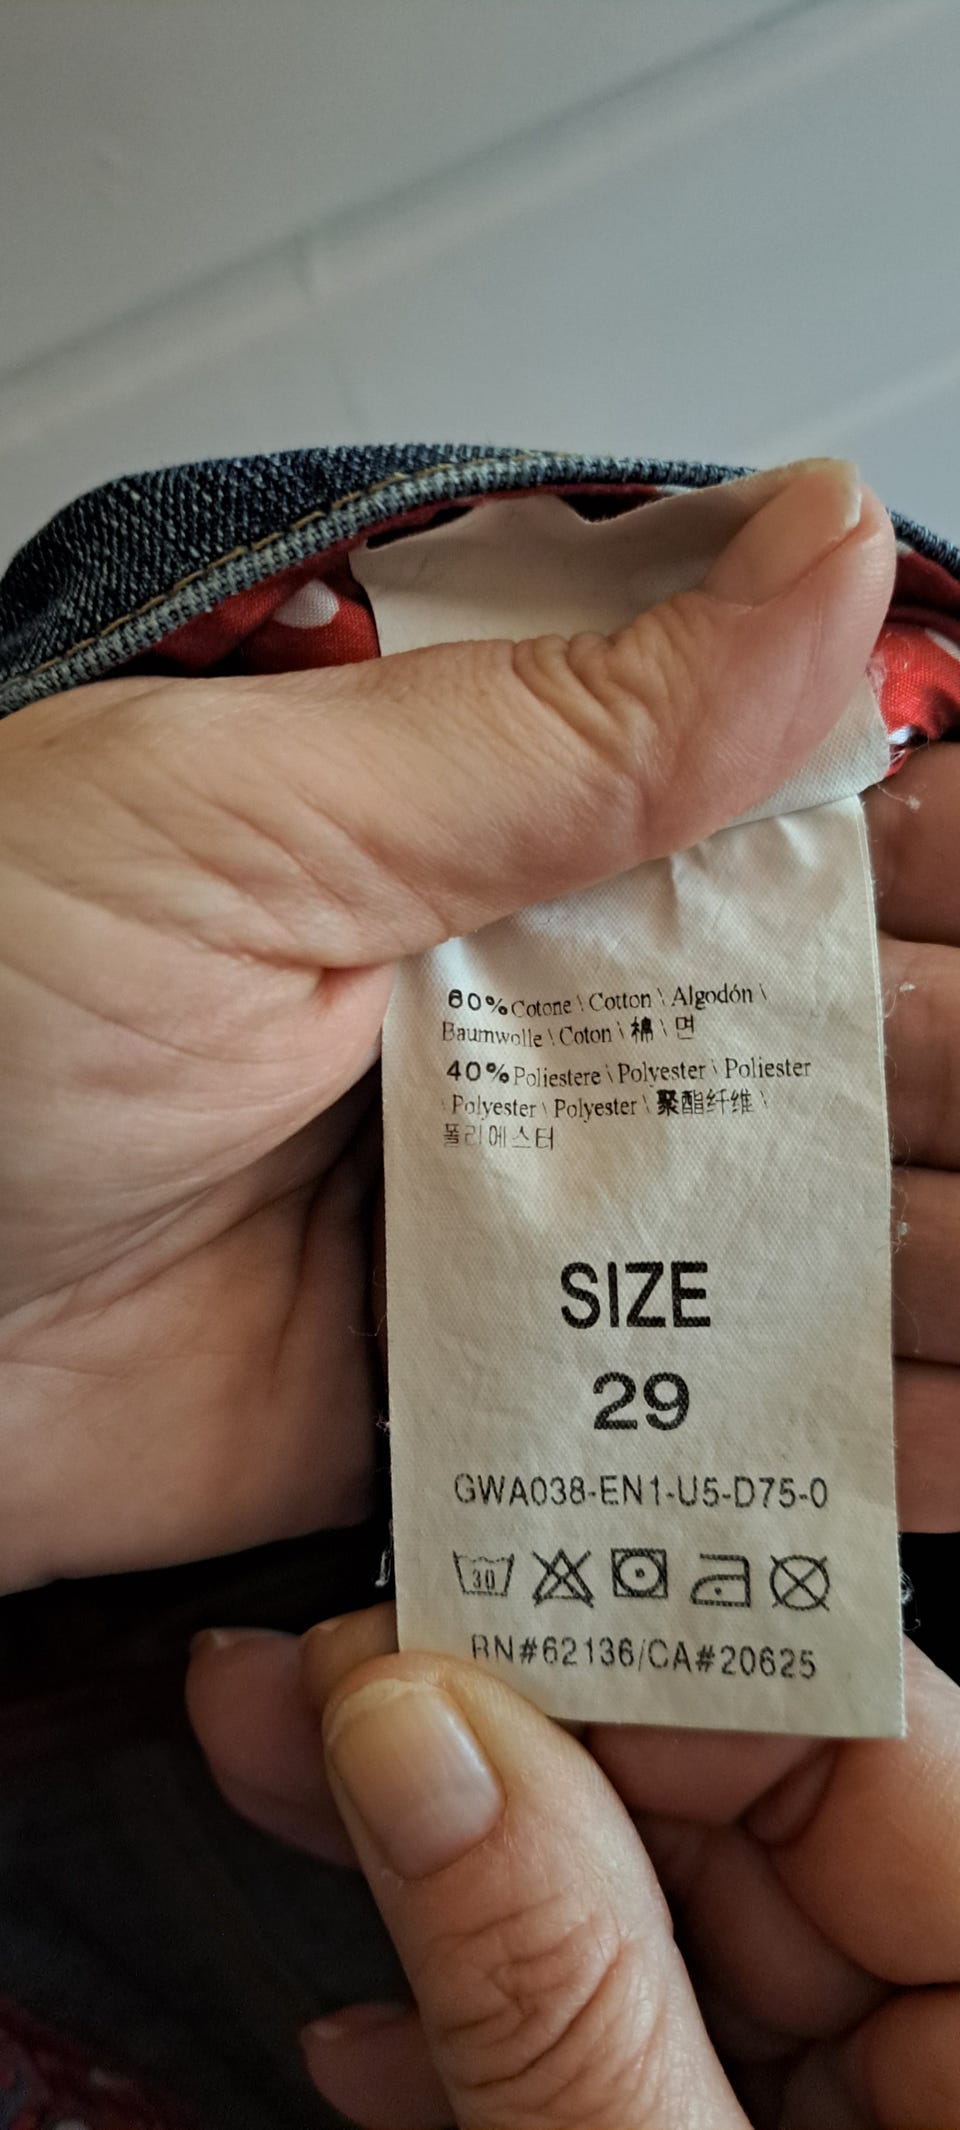 60% Cotone \ Cotton \ Algodón \
Baumwolle \ Coton \ 棉 \ 면
40% Poliestere \ Polyester \ Poliester
\ Polyester \ Polyester \ 聚酯纤维 \
폴리에스터
SIZE
29
GWA038-EN1-U5-D75-0
30
RN#62136/CA#20625